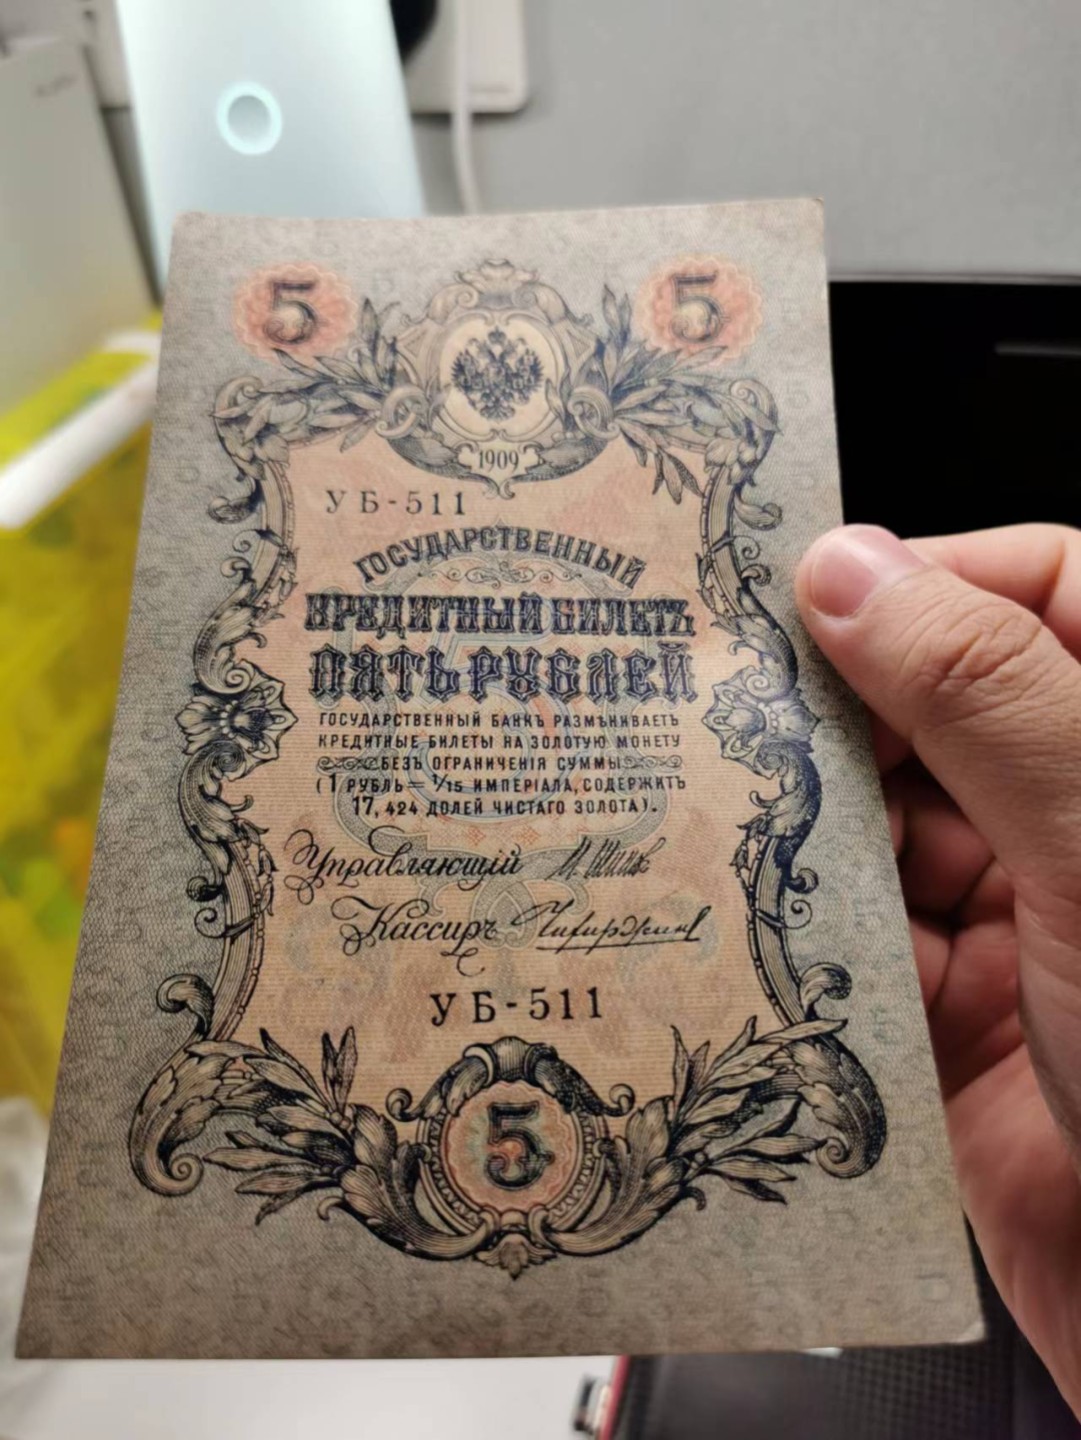 5 5
1909
УБ-511
ГОСУДАРСТВЕННЫЙ
КРЕДИТНЫЙ БИЛЕТЪ
ПЯТЬ РУБЛЕЙ
ГОСУДАРСТВЕННЫЙ БАНКЪ РАЗМѢНИВАЕТЪ
КРЕДИТНЫЕ БИЛЕТЫ НА ЗОЛОТУЮ МОНЕТУ
БЕЗЪ ОГРАНИЧЕНІЯ СУММЫ
(1 РУБЛЬ = 1/15 ИМПЕРІАЛА, СОДЕРЖИТЪ
17,424 ДОЛЕЙ ЧИСТАГО ЗОЛОТА).
Управляющій
Кассиръ
УБ-511
5